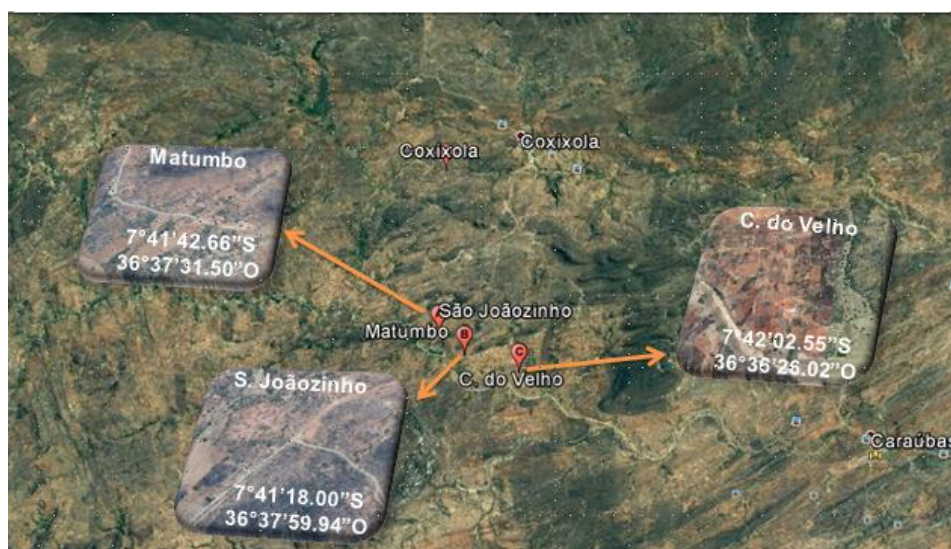 Coxixola
Coxixola
Matumbo
7°41’42.66”S
36°37’31.50”O
C. do Velho
7°42’02.55”S
36°36’26.02”O
São Joãozinho
Matumbo
B
C
C. do Velho
S. Joãozinho
7°41’18.00”S
36°37’59.94”O
Caraúbas